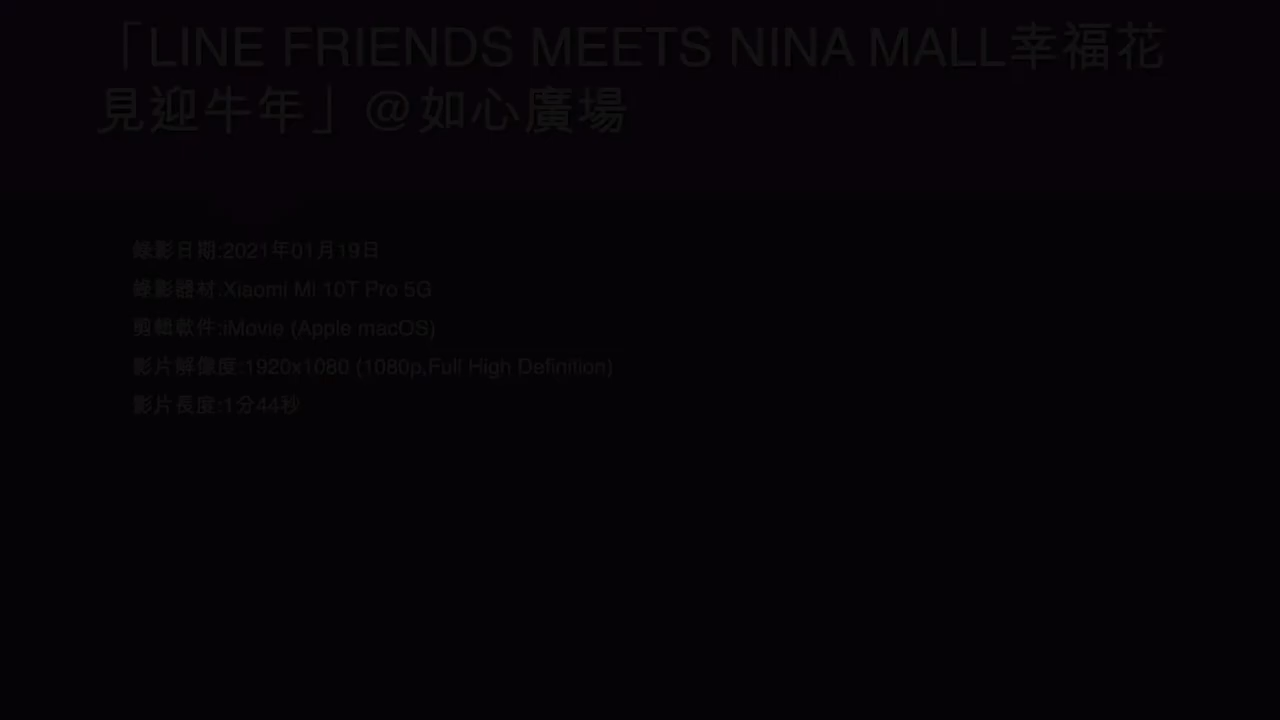 「LINE FRIENDS MEETS NINA MALL幸福花
見迎牛年」@如心廣場
錄影日期:2021年01月19日
錄影器材:Xiaomi Mi 10T Pro 5G
剪輯軟件:iMovie (Apple macOS)
影片解像度:1920x1080 (1080p,Full High Definition)
影片長度:1分44秒